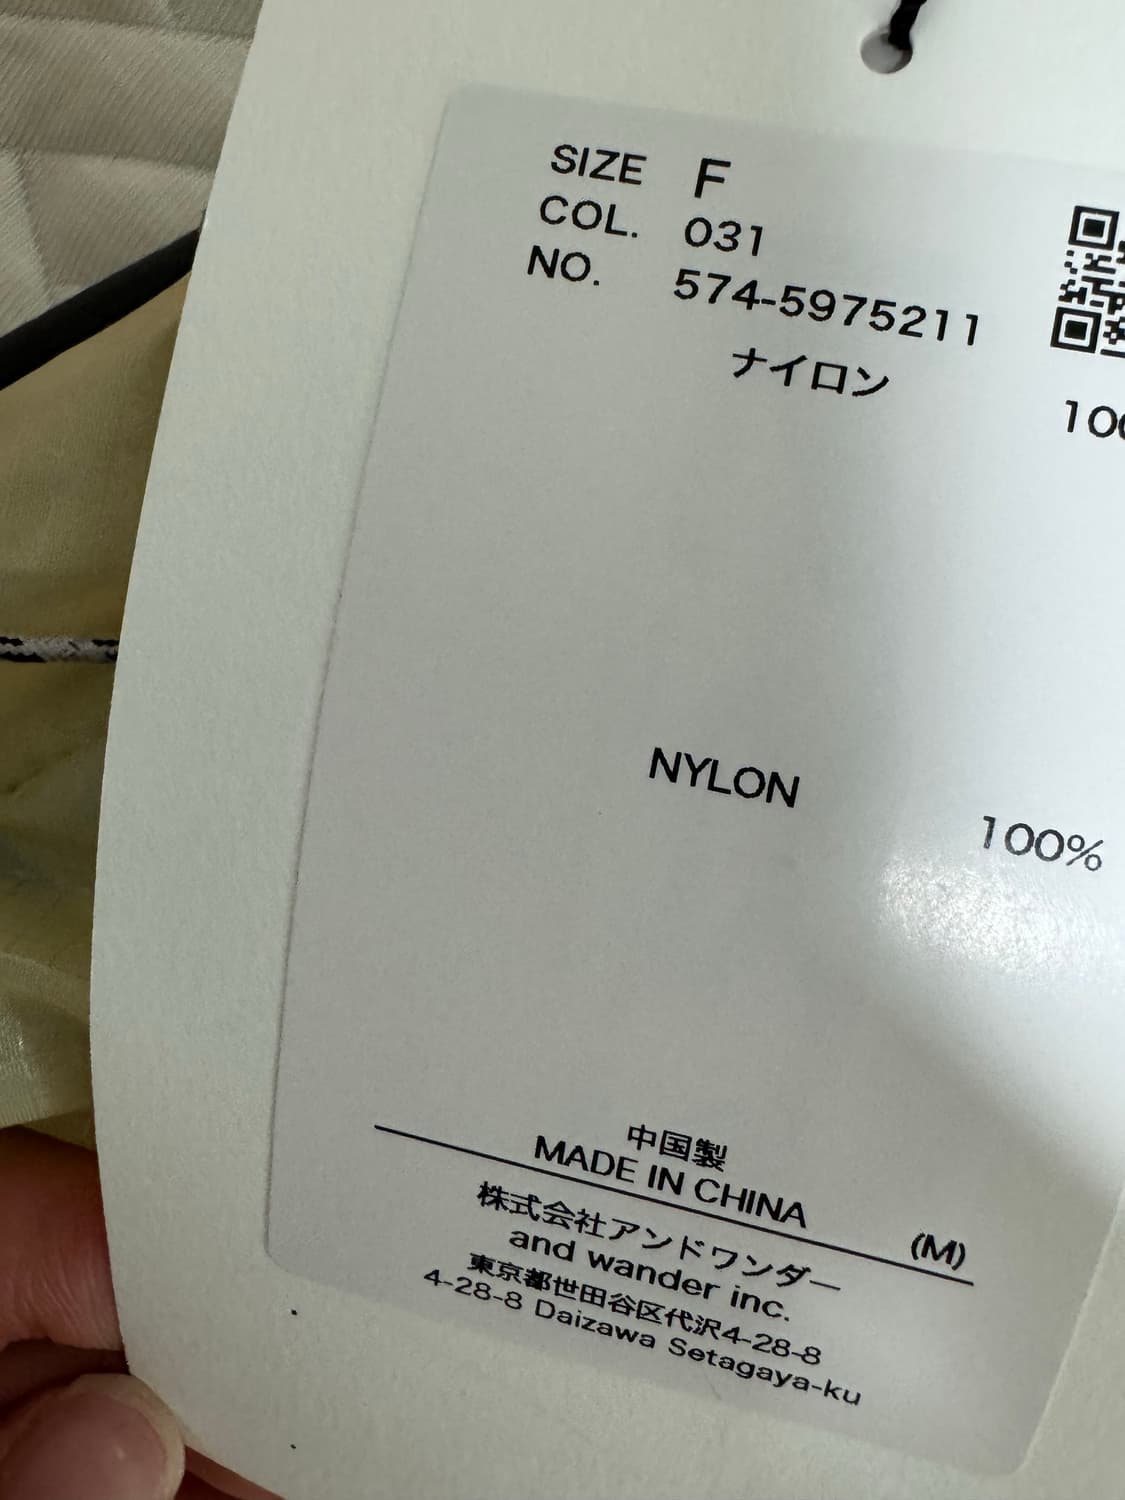 SIZE F
COL. 031
NO. 574-5975211
ナイロン
NYLON 100%
中国製
MADE IN CHINA
(M)
株式会社アンドワンダー
and wander inc.
東京都世田谷区代沢4-28-8
4-28-8 Daizawa Setagaya-ku